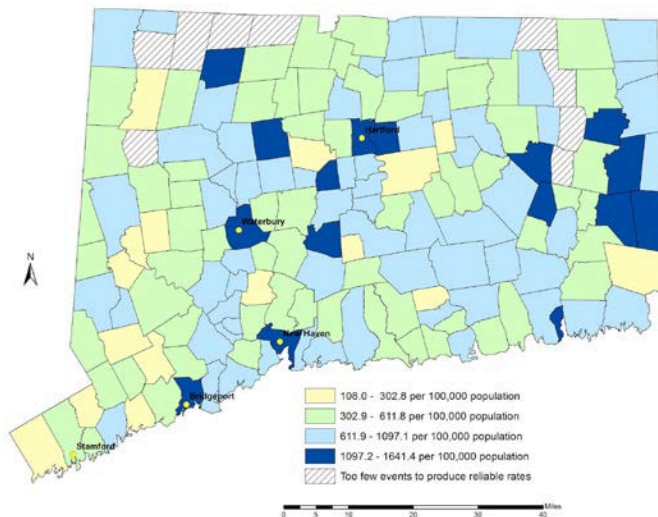 Hartford
Waterbury
N
New Haven
Bridgeport
Stamford
108.0 - 302.8 per 100,000 population
302.9 - 611.8 per 100,000 population
611.9 - 1097.1 per 100,000 population
1097.2 - 1641.4 per 100,000 population
Too few events to produce reliable rates
Miles
0 5 10 20 30 40